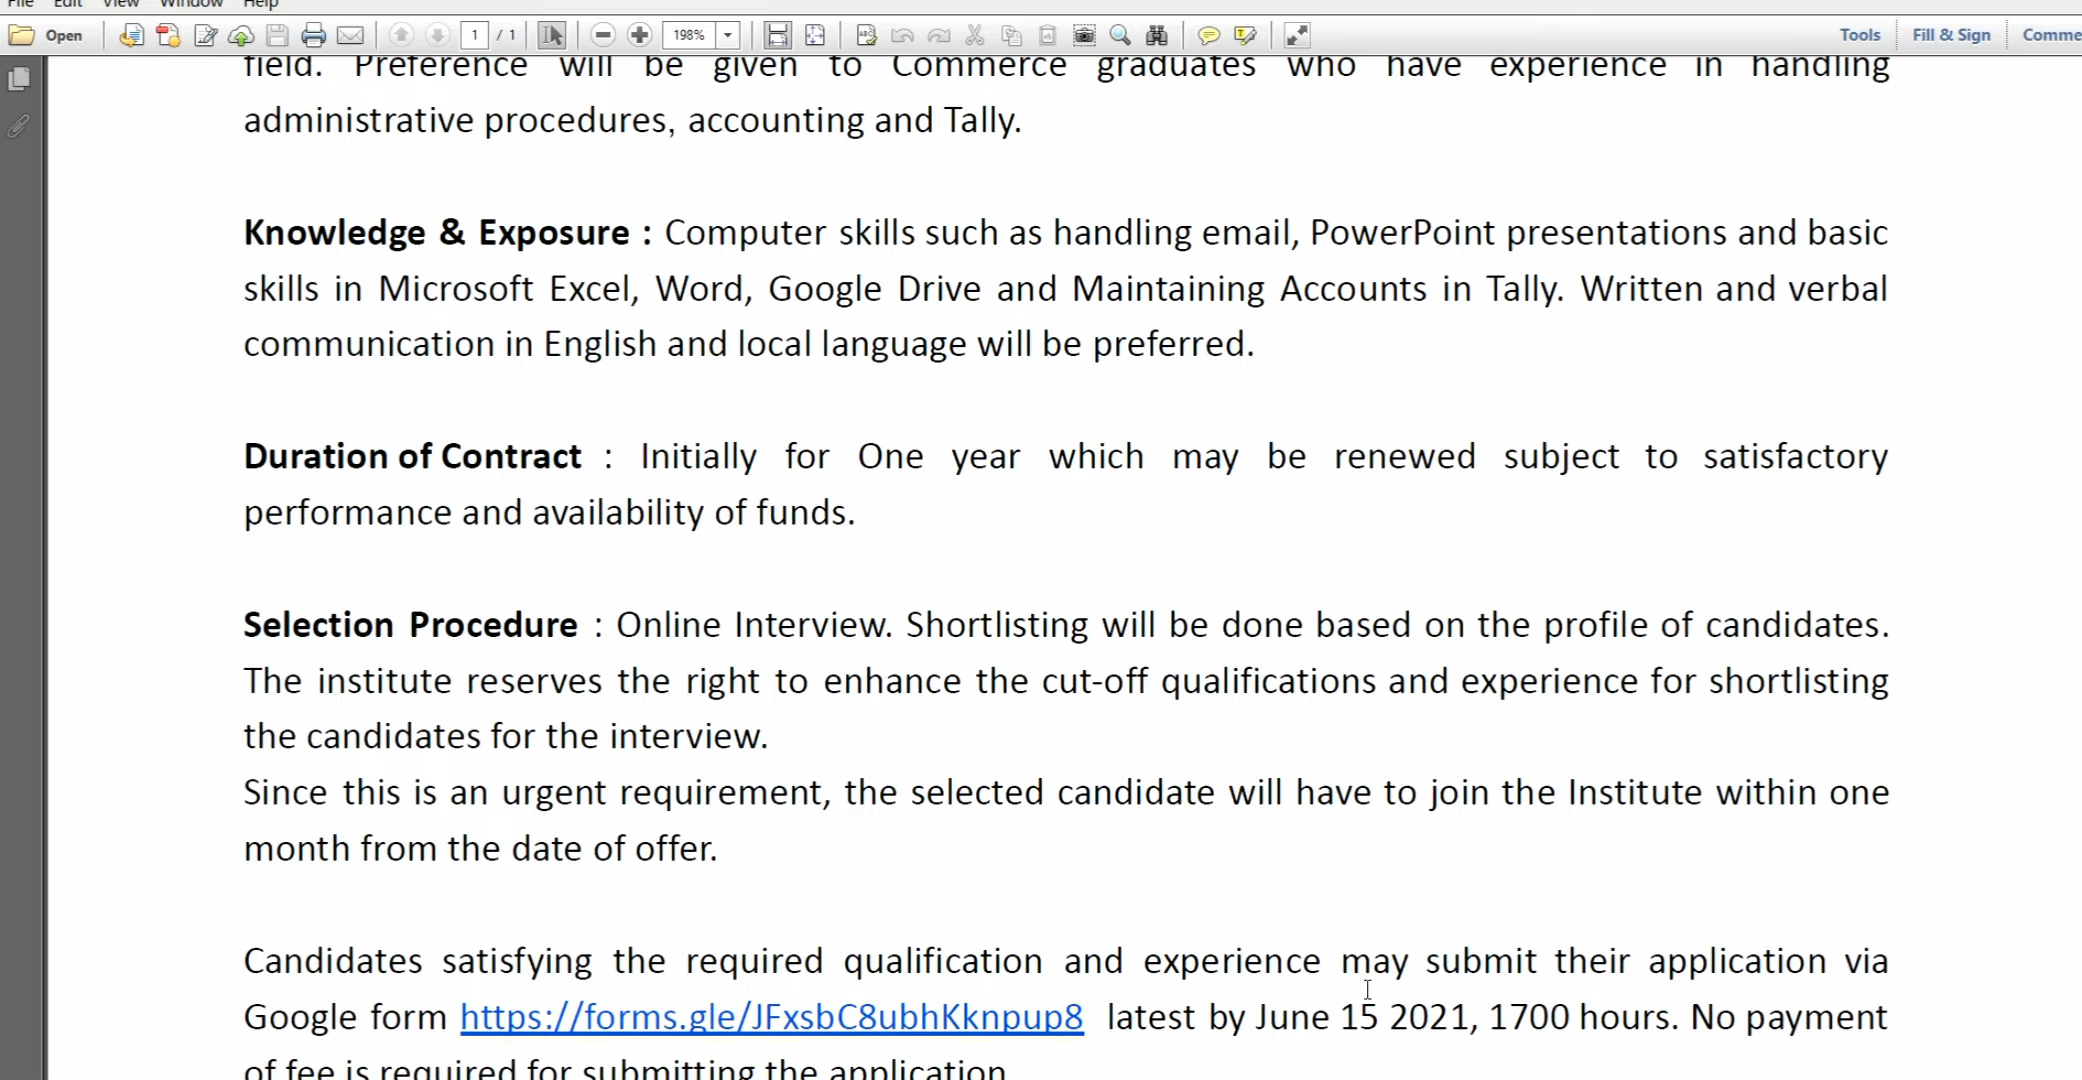 File Edit View Window Help
Open 1 / 1 198% Tools Fill & Sign Comme
field. Preference will be given to Commerce graduates who have experience in handling
administrative procedures, accounting and Tally.
Knowledge & Exposure : Computer skills such as handling email, PowerPoint presentations and basic
skills in Microsoft Excel, Word, Google Drive and Maintaining Accounts in Tally. Written and verbal
communication in English and local language will be preferred.
Duration of Contract : Initially for One year which may be renewed subject to satisfactory
performance and availability of funds.
Selection Procedure : Online Interview. Shortlisting will be done based on the profile of candidates.
The institute reserves the right to enhance the cut-off qualifications and experience for shortlisting
the candidates for the interview.
Since this is an urgent requirement, the selected candidate will have to join the Institute within one
month from the date of offer.
Candidates satisfying the required qualification and experience may submit their application via
Google form https://forms.gle/JFxsbC8ubhKknpup8 latest by June 15 2021, 1700 hours. No payment
of fee is required for submitting the application